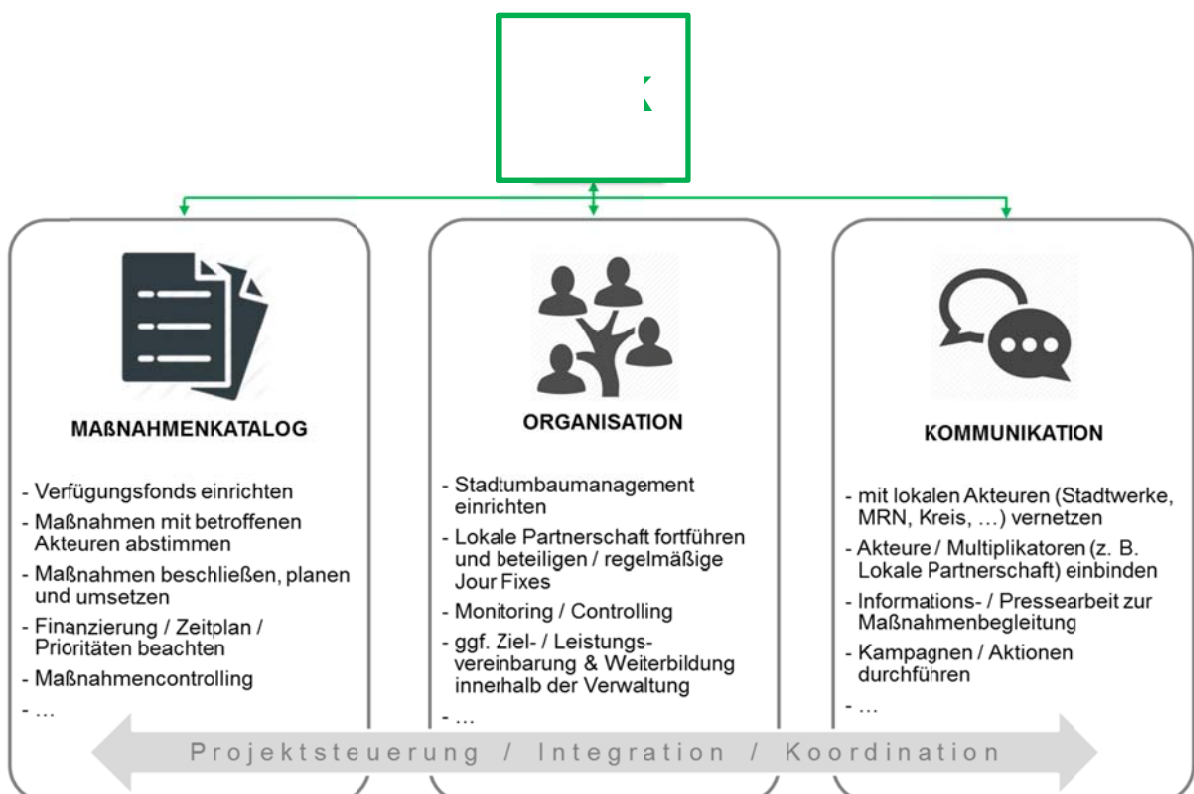 MAßNAHMENKATALOG
- Verfügungsfonds einrichten
- Maßnahmen mit betroffenen
Akteuren abstimmen
- Maßnahmen beschließen, planen
und umsetzen
- Finanzierung / Zeitplan /
Prioritäten beachten
- Maßnahmencontrolling
- ...
ORGANISATION
- Stadtumbaumanagement
einrichten
- Lokale Partnerschaft fortführen
und beteiligen / regelmäßige
Jour Fixes
- Monitoring / Controlling
- ggf. Ziel- / Leistungs-
vereinbarung & Weiterbildung
innerhalb der Verwaltung
- ...
KOMMUNIKATION
- mit lokalen Akteuren (Stadtwerke,
MRN, Kreis, ...) vernetzen
- Akteure / Multiplikatoren (z. B.
Lokale Partnerschaft) einbinden
- Informations- / Pressearbeit zur
Maßnahmenbegleitung
- Kampagnen / Aktionen
durchführen
- ...
Projektsteuerung / Integration / Koordination